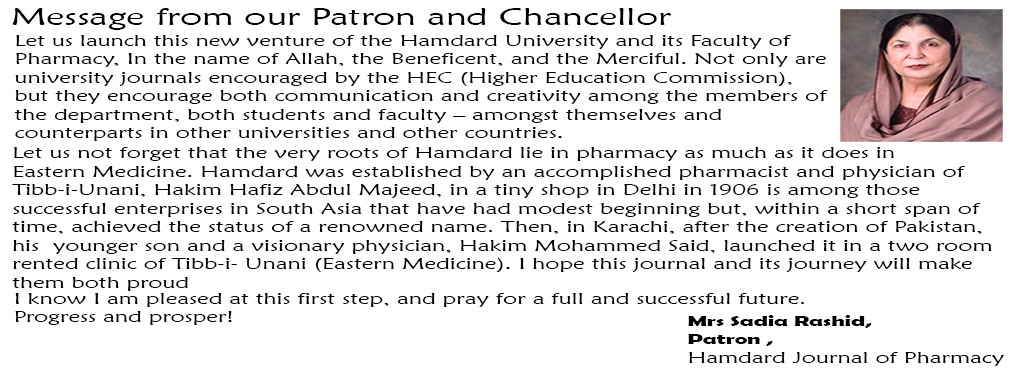 Message from our Patron and Chancellor
Let us launch this new venture of the Hamdard University and its Faculty of
Pharmacy, In the name of Allah, the Beneficent, and the Merciful. Not only are
university journals encouraged by the HEC (Higher Education Commission),
but they encourage both communication and creativity among the members of
the department, both students and faculty – amongst themselves and
counterparts in other universities and other countries.
Let us not forget that the very roots of Hamdard lie in pharmacy as much as it does in
Eastern Medicine. Hamdard was established by an accomplished pharmacist and physician of
Tibb-i-Unani, Hakim Hafiz Abdul Majeed, in a tiny shop in Delhi in 1906 is among those
successful enterprises in South Asia that have had modest beginning but, within a short span of
time, achieved the status of a renowned name. Then, in Karachi, after the creation of Pakistan,
his  younger son and a visionary physician, Hakim Mohammed Said, launched it in a two room
rented clinic of Tibb-i- Unani (Eastern Medicine). I hope this journal and its journey will make
them both proud
I know I am pleased at this first step, and pray for a full and successful future.
Progress and prosper!
Mrs Sadia Rashid,
Patron ,
Hamdard Journal of Pharmacy